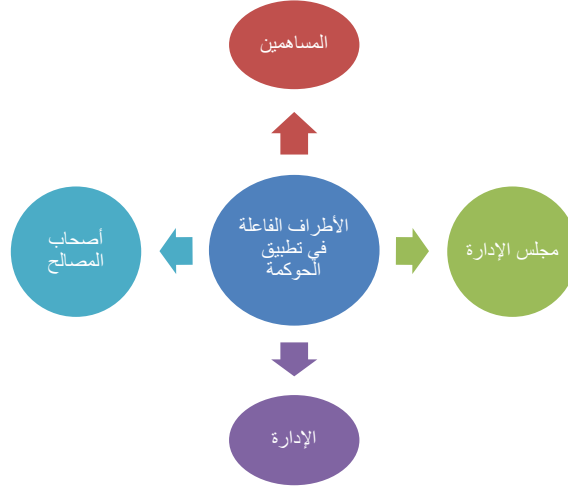 المساهمين
الأطراف الفاعلة
في تطبيق
الحوكمة
مجلس الإدارة
أصحاب
المصالح
الإدارة